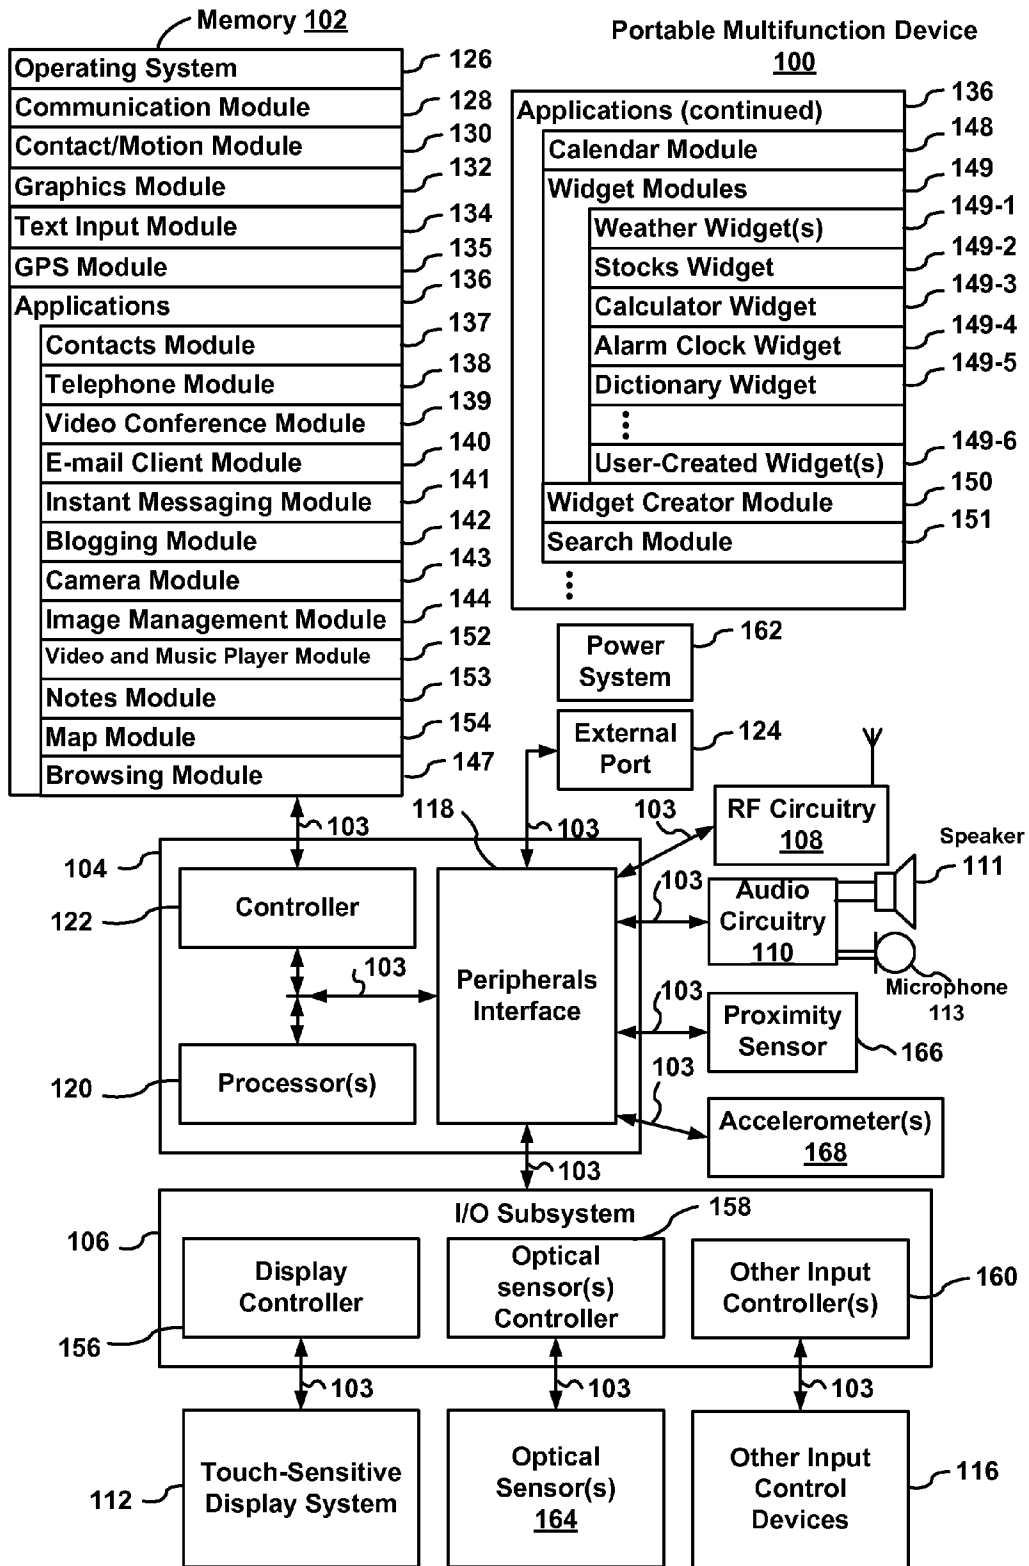 Memory 102
Operating System
126
Communication Module
128
Contact/Motion Module
130
Graphics Module
132
Text Input Module
134
GPS Module
135
Applications
136
Contacts Module
137
Telephone Module
138
Video Conference Module
139
E-mail Client Module
140
Instant Messaging Module
141
Blogging Module
142
Camera Module
143
Image Management Module
144
Video and Music Player Module
152
Notes Module
153
Map Module
154
Browsing Module
147
Portable Multifunction Device
100
Applications (continued)
136
Calendar Module
148
Widget Modules
149
Weather Widget(s)
149-1
Stocks Widget
149-2
Calculator Widget
149-3
Alarm Clock Widget
149-4
Dictionary Widget
149-5
User-Created Widget(s)
149-6
Widget Creator Module
150
Search Module
151
Power
System
162
External
Port
124
103
118
103
103
RF Circuitry
108
Speaker
111
104
Controller
122
103
Audio
Circuitry
110
Microphone
113
103
Peripherals
Interface
103
Proximity
Sensor
166
Processor(s)
120
103
Accelerometer(s)
168
103
I/O Subsystem
106
158
Display
Controller
156
Optical
sensor(s)
Controller
Other Input
Controller(s)
160
103
103
103
Touch-Sensitive
Display System
112
Optical
Sensor(s)
164
Other Input
Control
Devices
116